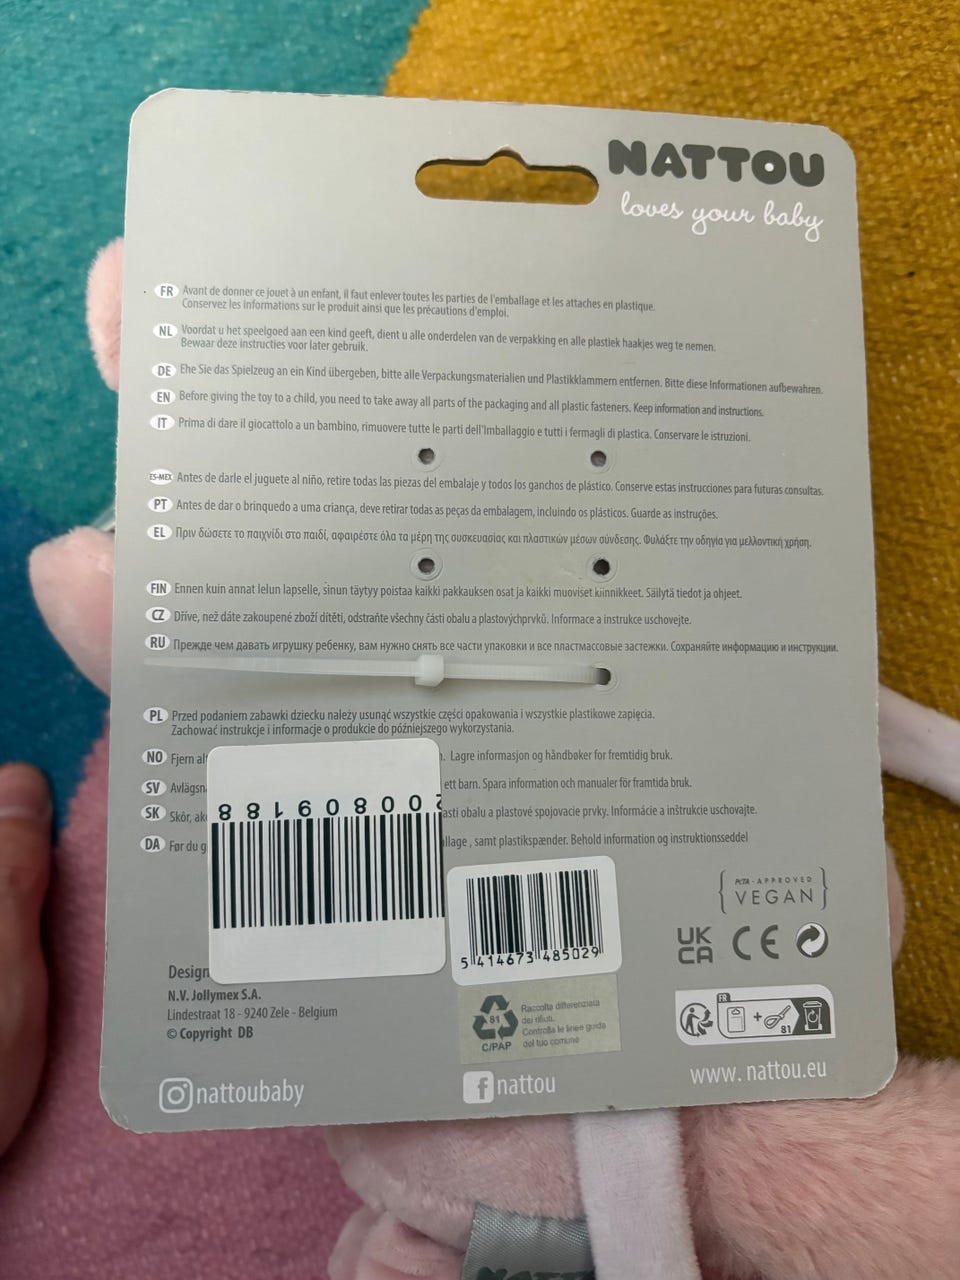 NATTOU
loves your baby
FR Avant de donner ce jouet à un enfant, il faut enlever toutes les parties de l'emballage et les attaches en plastique.
Conservez les informations sur le produit ainsi que les précautions d'emploi.
NL Voordat u het speelgoed aan een kind geeft, dient u alle onderdelen van de verpakking en alle plastiek haakjes weg te nemen.
Bewaar deze instructies voor later gebruik.
DE Ehe Sie das Spielzeug an ein Kind übergeben, bitte alle Verpackungsmaterialien und Plastikklammern entfernen. Bitte diese Informationen aufbewahren.
EN Before giving the toy to a child, you need to take away all parts of the packaging and all plastic fasteners. Keep information and instructions.
IT Prima di dare il giocattolo a un bambino, rimuovere tutte le parti dell'Imballaggio e tutti i fermagli di plastica. Conservare le istruzioni.
ES-MEX Antes de darle el juguete al niño, retire todas las piezas del embalaje y todos los ganchos de plástico. Conserve estas instrucciones para futuras consultas.
PT Antes de dar o brinquedo a uma criança, deve retirar todas as peças da embalagem, incluindo os plásticos. Guarde as instruções.
EL Πριν δώσετε το παιχνίδι στο παιδί, αφαιρέστε όλα τα μέρη της συσκευασίας και πλαστικών μέσων σύνδεσης. Φυλάξτε την οδηγία για μελλοντική χρήση.
FIN Ennen kuin annat lelun lapselle, sinun täytyy poistaa kaikki pakkauksen osat ja kaikki muoviset kiinnikkeet. Säilytä tiedot ja ohjeet.
CZ Dříve, než dáte zakoupené zboží dítěti, odstraňte všechny části obalu a plastovýchprvků. Informace a instrukce uschovejte.
RU Прежде чем давать игрушку ребенку, вам нужно снять все части упаковки и все пластмассовые застежки. Сохраняйте информацию и инструкции.
PL Przed podaniem zabawki dziecku należy usunąć wszystkie części opakowania i wszystkie plastikowe zapięcia.
Zachować instrukcje i informacje o produkcie do późniejszego wykorzystania.
NO Fjern al . Lagre informasjon og håndbøker for fremtidig bruk.
SV Avlägsn ett barn. Spara information och manualer för framtida bruk.
SK Skôr, ak asti obalu a plastové spojovacie prvky. Informácie a inštrukcie uschovajte.
DA Før du g llage , samt plastikspænder. Behold information og instruktionsseddel
200809188
5 414673 485029
PETA - APPROVED
VEGAN
UK
CA CE
Design
N.V. Jollymex S.A.
Lindestraat 18 - 9240 Zele - Belgium
© Copyright DB
81
C/PAP
Raccolta differenziata
dei rifiuti.
Controlla le linee guida
del tuo comune
FR
+
81
nattoubaby
nattou
www. nattou.eu
NATTOU